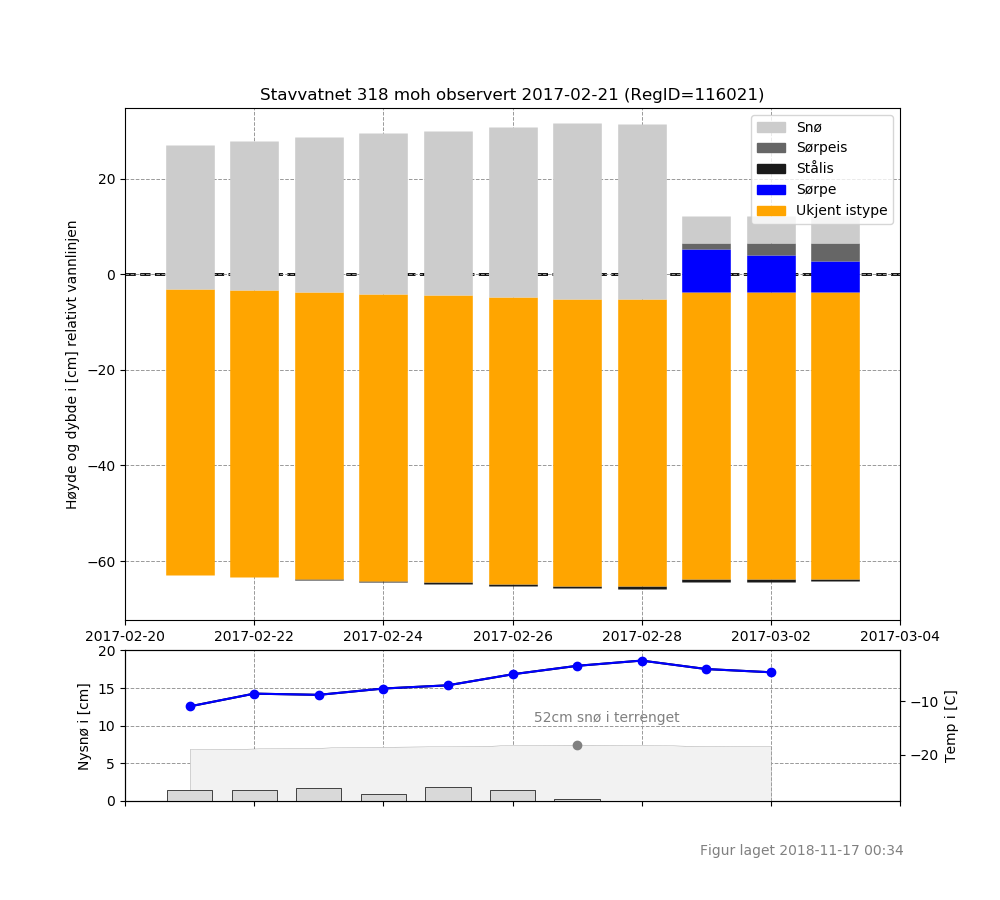 Stavvatnet 318 moh observert 2017-02-21 (RegID=116021)
Høyde og dybde i [cm] relativt vannlinjen
20
0
−20
−40
−60
Snø
Sørpeis
Stålis
Sørpe
Ukjent istype
2017-02-20
2017-02-22
2017-02-24
2017-02-26
2017-02-28
2017-03-02
2017-03-04
Nysnø i [cm]
20
15
10
5
0
52cm snø i terrenget
−10
−20
Temp i [C]
Figur laget 2018-11-17 00:34